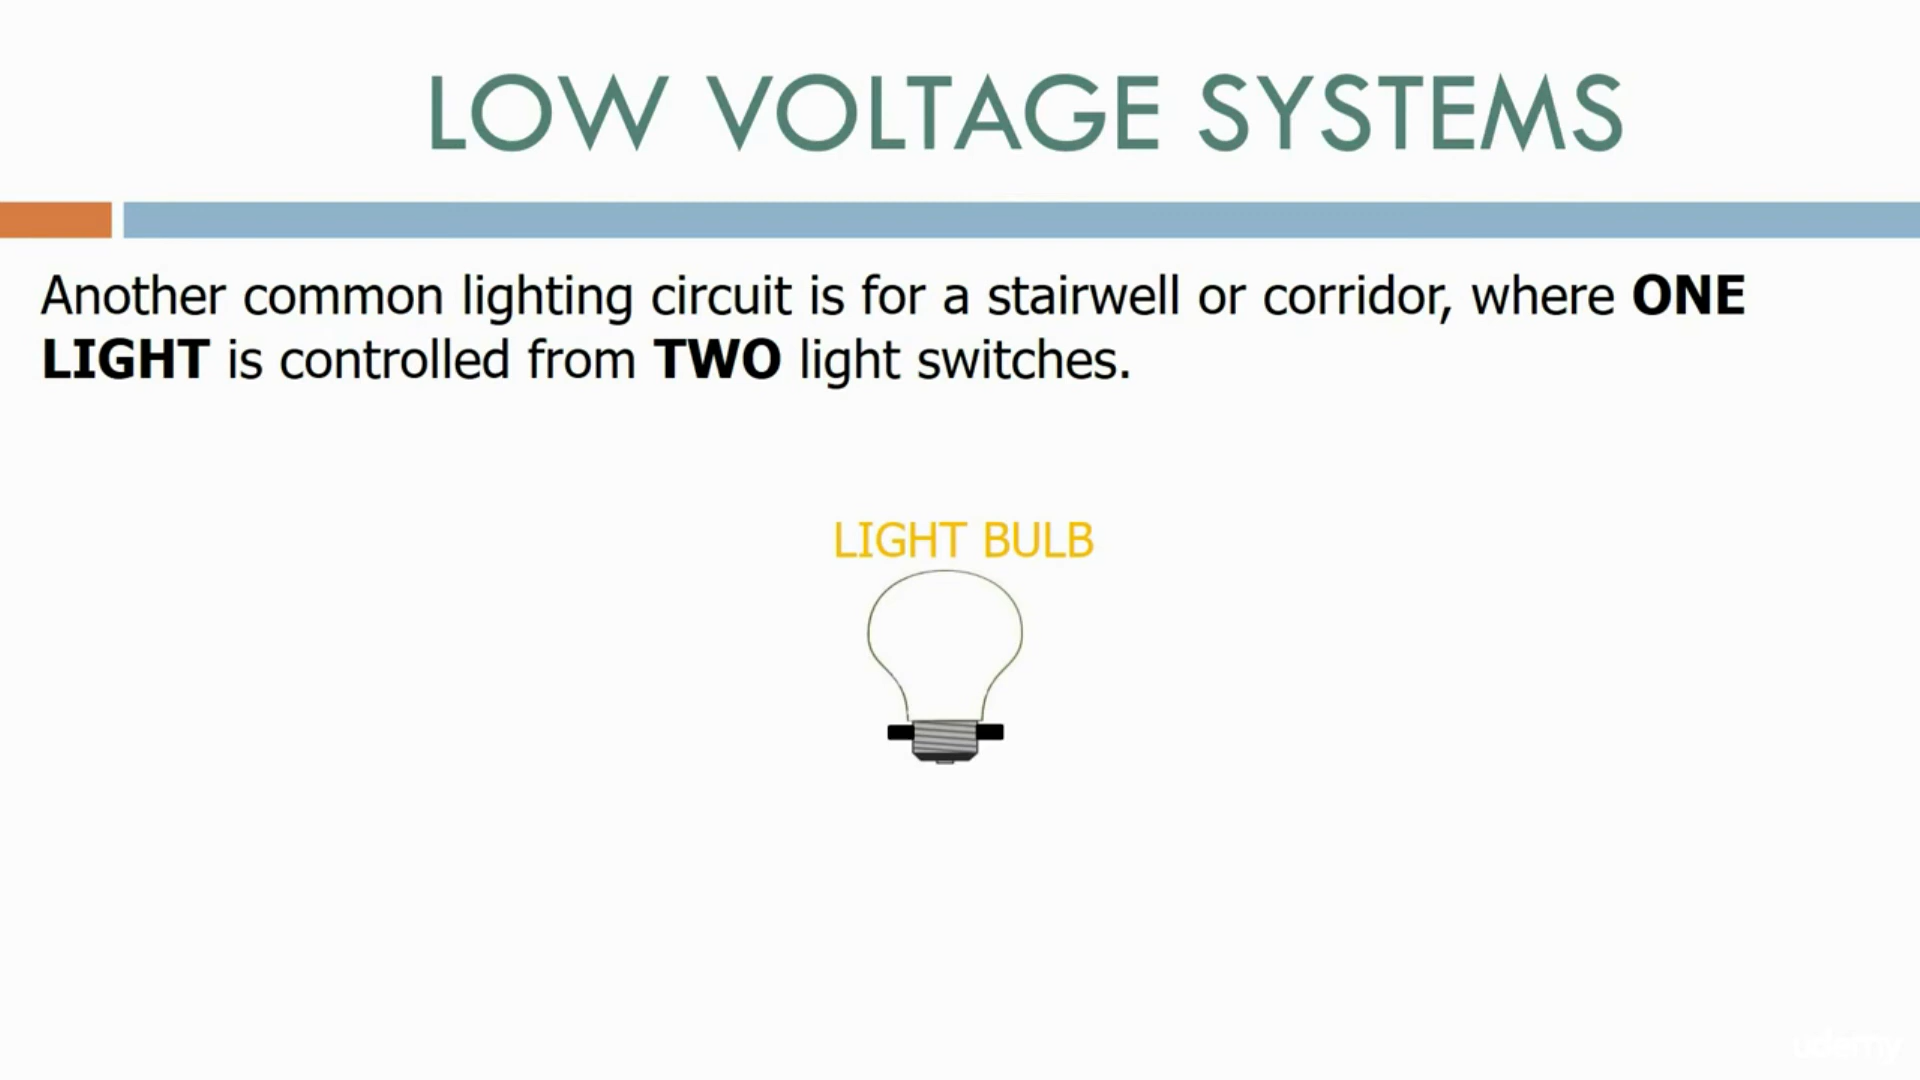 LOW VOLTAGE SYSTEMS
Another common lighting circuit is for a stairwell or corridor, where ONE
LIGHT is controlled from TWO light switches.
LIGHT BULB
udemy